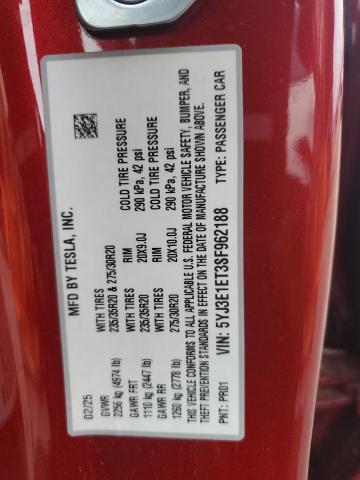 MFD BY TESLA, INC.
02/25
GVWR WITH TIRES COLD TIRE PRESSURE
2256 kg (4974 lb) 235/35R20 & 275/30R20 290 kPa, 42 psi
GAWR FRT WITH TIRES RIM COLD TIRE PRESSURE
1110 kg (2447 lb) 235/35R20 20X9.0J 290 kPa, 42 psi
GAWR RR WITH TIRES RIM
1260 kg (2778 lb) 275/30R20 20X10.0J
THIS VEHICLE CONFORMS TO ALL APPLICABLE U.S. FEDERAL MOTOR VEHICLE SAFETY, BUMPER, AND
THEFT PREVENTION STANDARDS IN EFFECT ON THE DATE OF MANUFACTURE SHOWN ABOVE.
VIN: 5YJ3E1ET3SF962188
PNT: PR01 TYPE: PASSENGER CAR